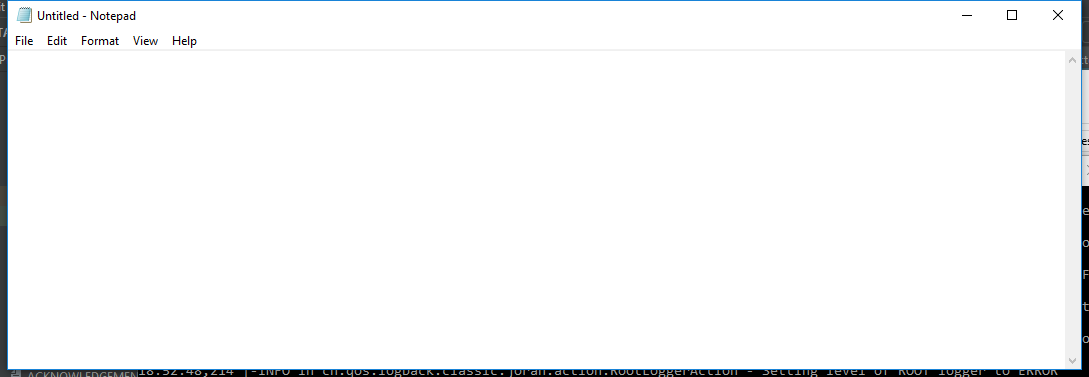 Untitled - Notepad
File Edit Format View Help
ACKNOWLEDGEMEN
18:52:48,214 |-INFO in ch.qos.logback.classic.joran.action.RootLoggerAction - Setting level of ROOT logger to ERROR